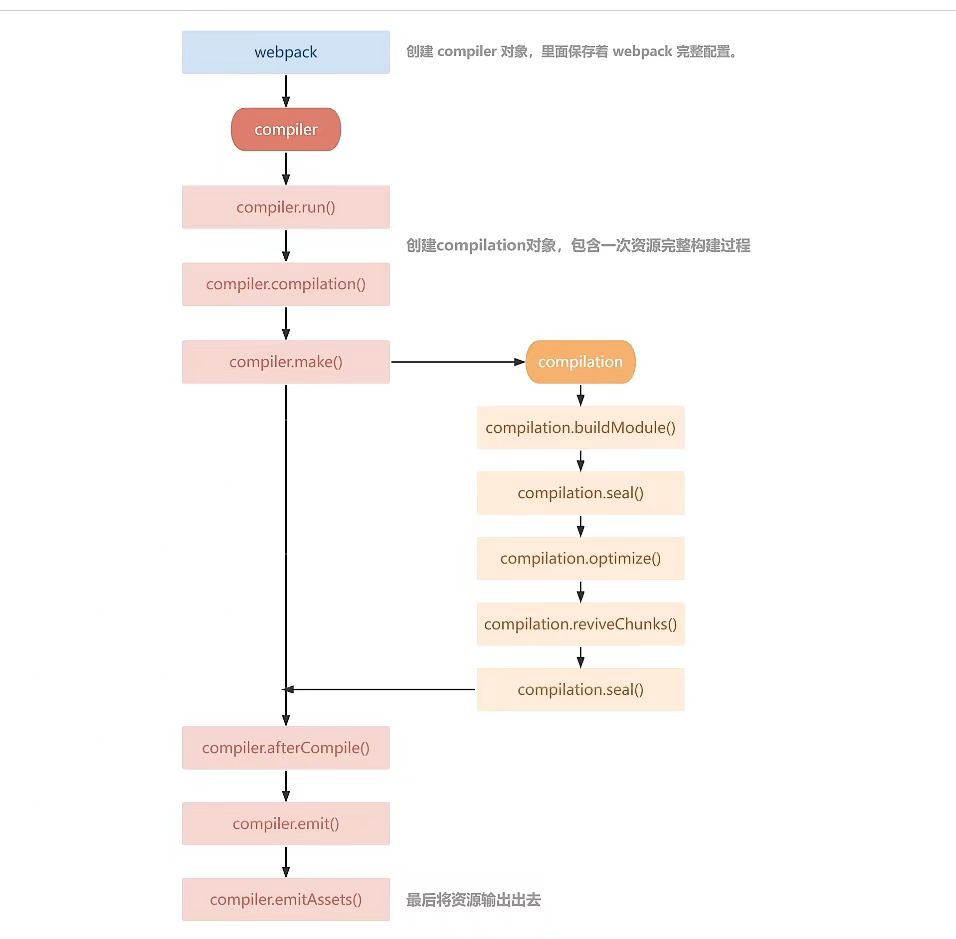 webpack
创建 compiler 对象，里面保存着 webpack 完整配置。
compiler
compiler.run()
创建compilation对象，包含一次资源完整构建过程
compiler.compilation()
compiler.make()
compilation
compilation.buildModule()
compilation.seal()
compilation.optimize()
compilation.reviveChunks()
compilation.seal()
compiler.afterCompile()
compiler.emit()
compiler.emitAssets()
最后将资源输出出去